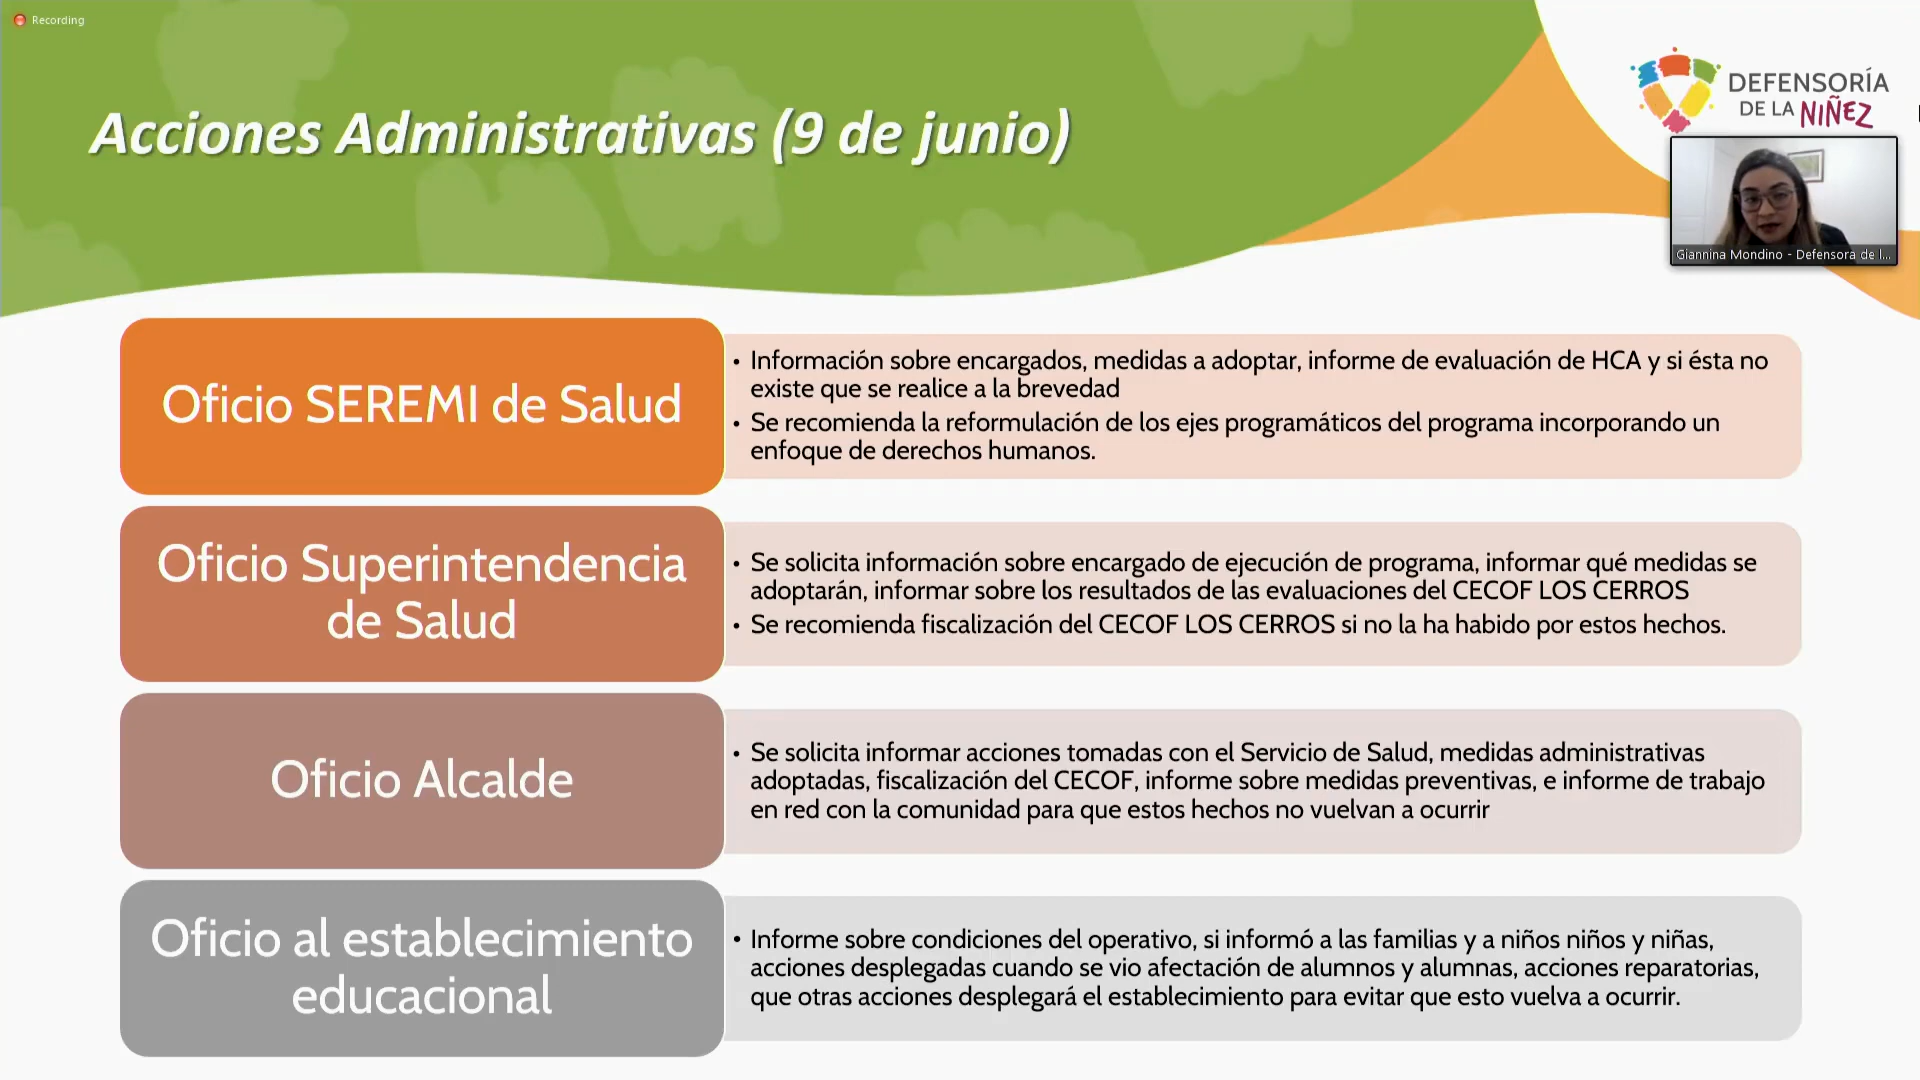 Recording
DEFENSORÍA
DE LA NIÑEZ
Acciones Administrativas (9 de junio)
Giannina Mondino - Defensora de l...
Oficio SEREMI de Salud
• Información sobre encargados, medidas a adoptar, informe de evaluación de HCA y si ésta no
existe que se realice a la brevedad
• Se recomienda la reformulación de los ejes programáticos del programa incorporando un
enfoque de derechos humanos.
Oficio Superintendencia
de Salud
• Se solicita información sobre encargado de ejecución de programa, informar qué medidas se
adoptarán, informar sobre los resultados de las evaluaciones del CECOF LOS CERROS
• Se recomienda fiscalización del CECOF LOS CERROS si no la ha habido por estos hechos.
Oficio Alcalde
• Se solicita informar acciones tomadas con el Servicio de Salud, medidas administrativas
adoptadas, fiscalización del CECOF, informe sobre medidas preventivas, e informe de trabajo
en red con la comunidad para que estos hechos no vuelvan a ocurrir
Oficio al establecimiento
educacional
• Informe sobre condiciones del operativo, si informó a las familias y a niños niños y niñas,
acciones desplegadas cuando se vio afectación de alumnos y alumnas, acciones reparatorias,
que otras acciones desplegará el establecimiento para evitar que esto vuelva a ocurrir.